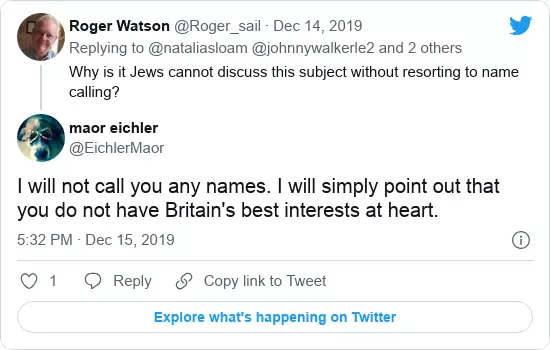 Roger Watson @Roger_sail · Dec 14, 2019
Replying to @nataliasloam @johnnywalkerle2 and 2 others
Why is it Jews cannot discuss this subject without resorting to name
calling?
maor eichler
@EichlerMaor
I will not call you any names. I will simply point out that
you do not have Britain's best interests at heart.
5:32 PM · Dec 15, 2019
1 Reply Copy link to Tweet
Explore what's happening on Twitter